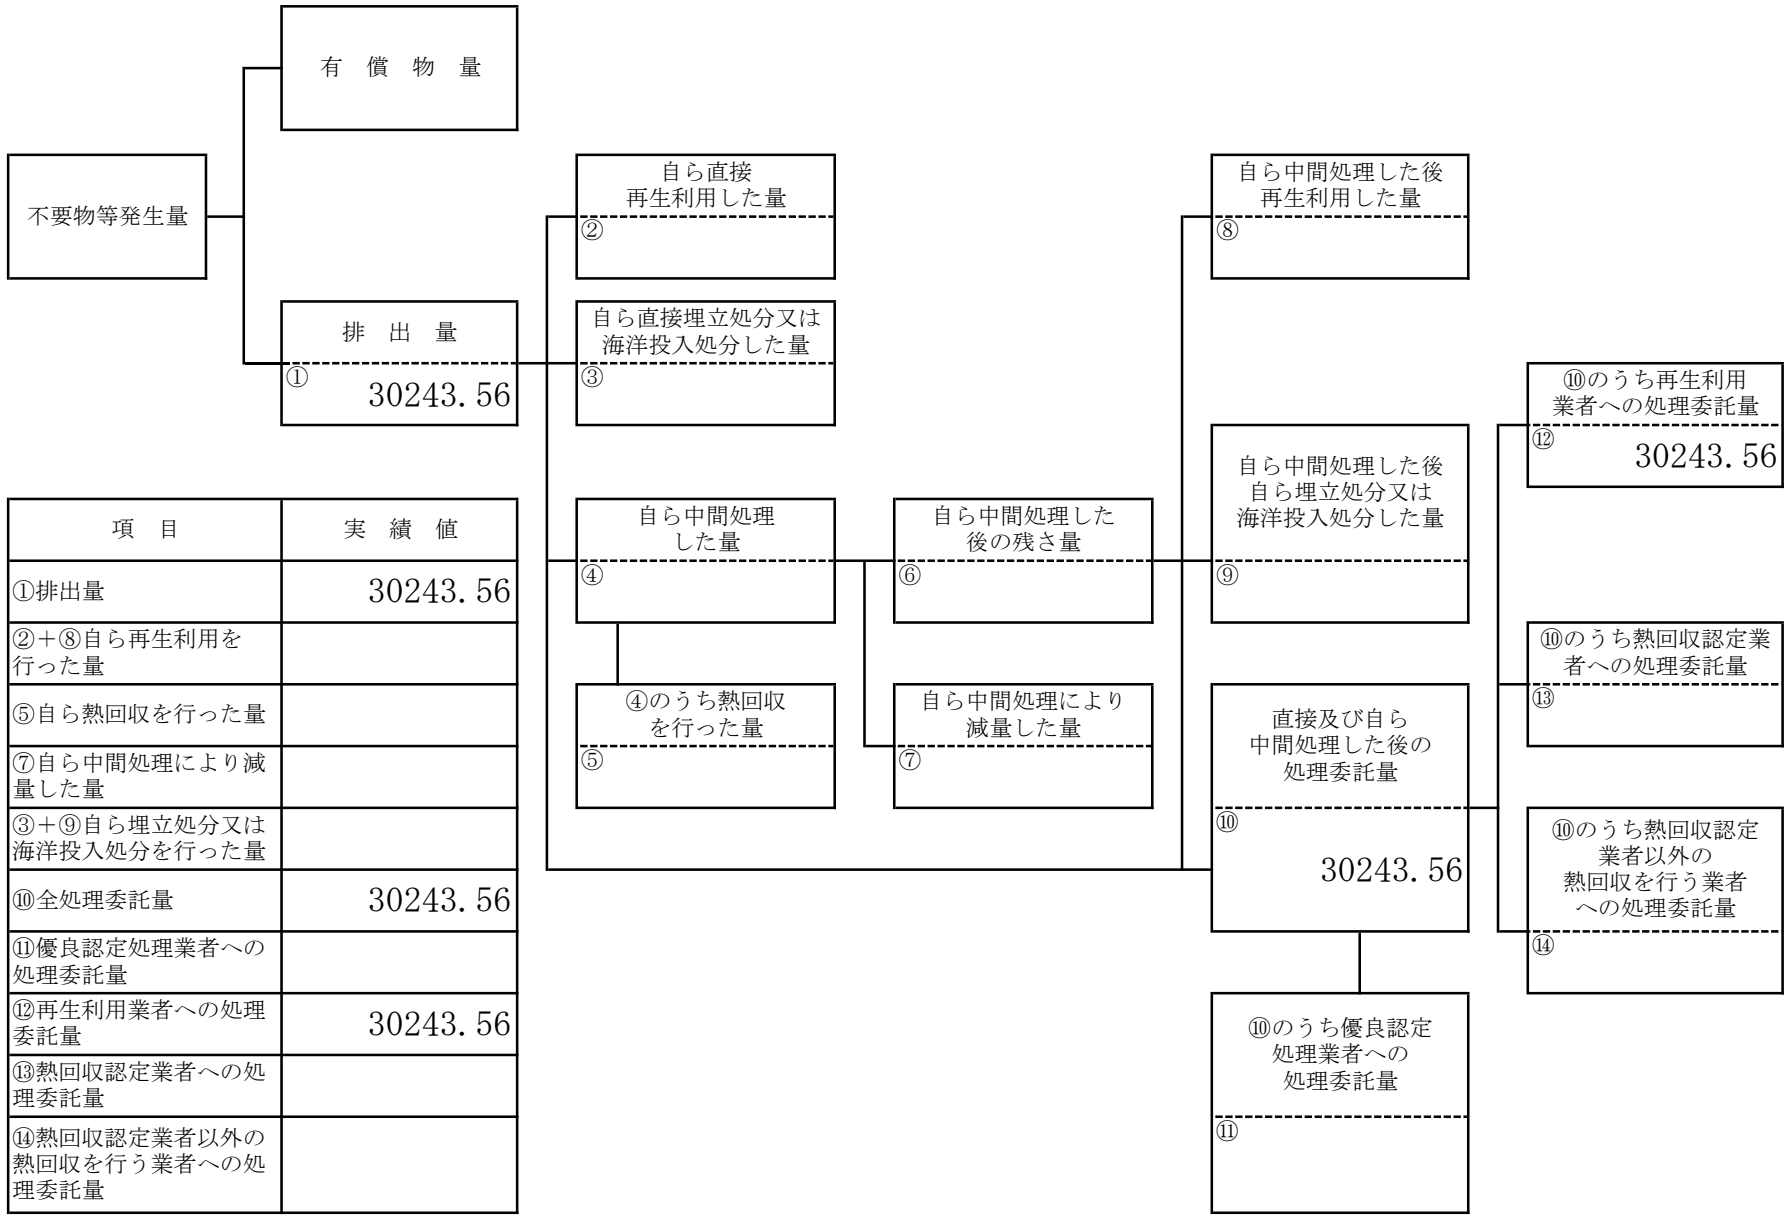 有　償　物　量
不要物等発生量
自ら直接
再生利用した量
②
自ら中間処理した後
再生利用した量
⑧
排　出　量
①
30243.56
自ら直接埋立処分又は
海洋投入処分した量
③
⑩のうち再生利用
業者への処理委託量
⑫
30243.56
自ら中間処理した後
自ら埋立処分又は
海洋投入処分した量
⑨
自ら中間処理
した量
④
自ら中間処理した
後の残さ量
⑥
⑩のうち熱回収認定業
者への処理委託量
⑬
④のうち熱回収
を行った量
⑤
自ら中間処理により
減量した量
⑦
直接及び自ら
中間処理した後の
処理委託量
⑩
30243.56
⑩のうち熱回収認定
業者以外の
熱回収を行う業者
への処理委託量
⑭
⑩のうち優良認定
処理業者への
処理委託量
⑪
項　目　実　績　値
①排出量　30243.56
②＋⑧自ら再生利用を
行った量
⑤自ら熱回収を行った量
⑦自ら中間処理により減
量した量
③＋⑨自ら埋立処分又は
海洋投入処分を行った量
⑩全処理委託量　30243.56
⑪優良認定処理業者への
処理委託量
⑫再生利用業者への処理
委託量
30243.56
⑬熱回収認定業者への処
理委託量
⑭熱回収認定業者以外の
熱回収を行う業者への処
理委託量